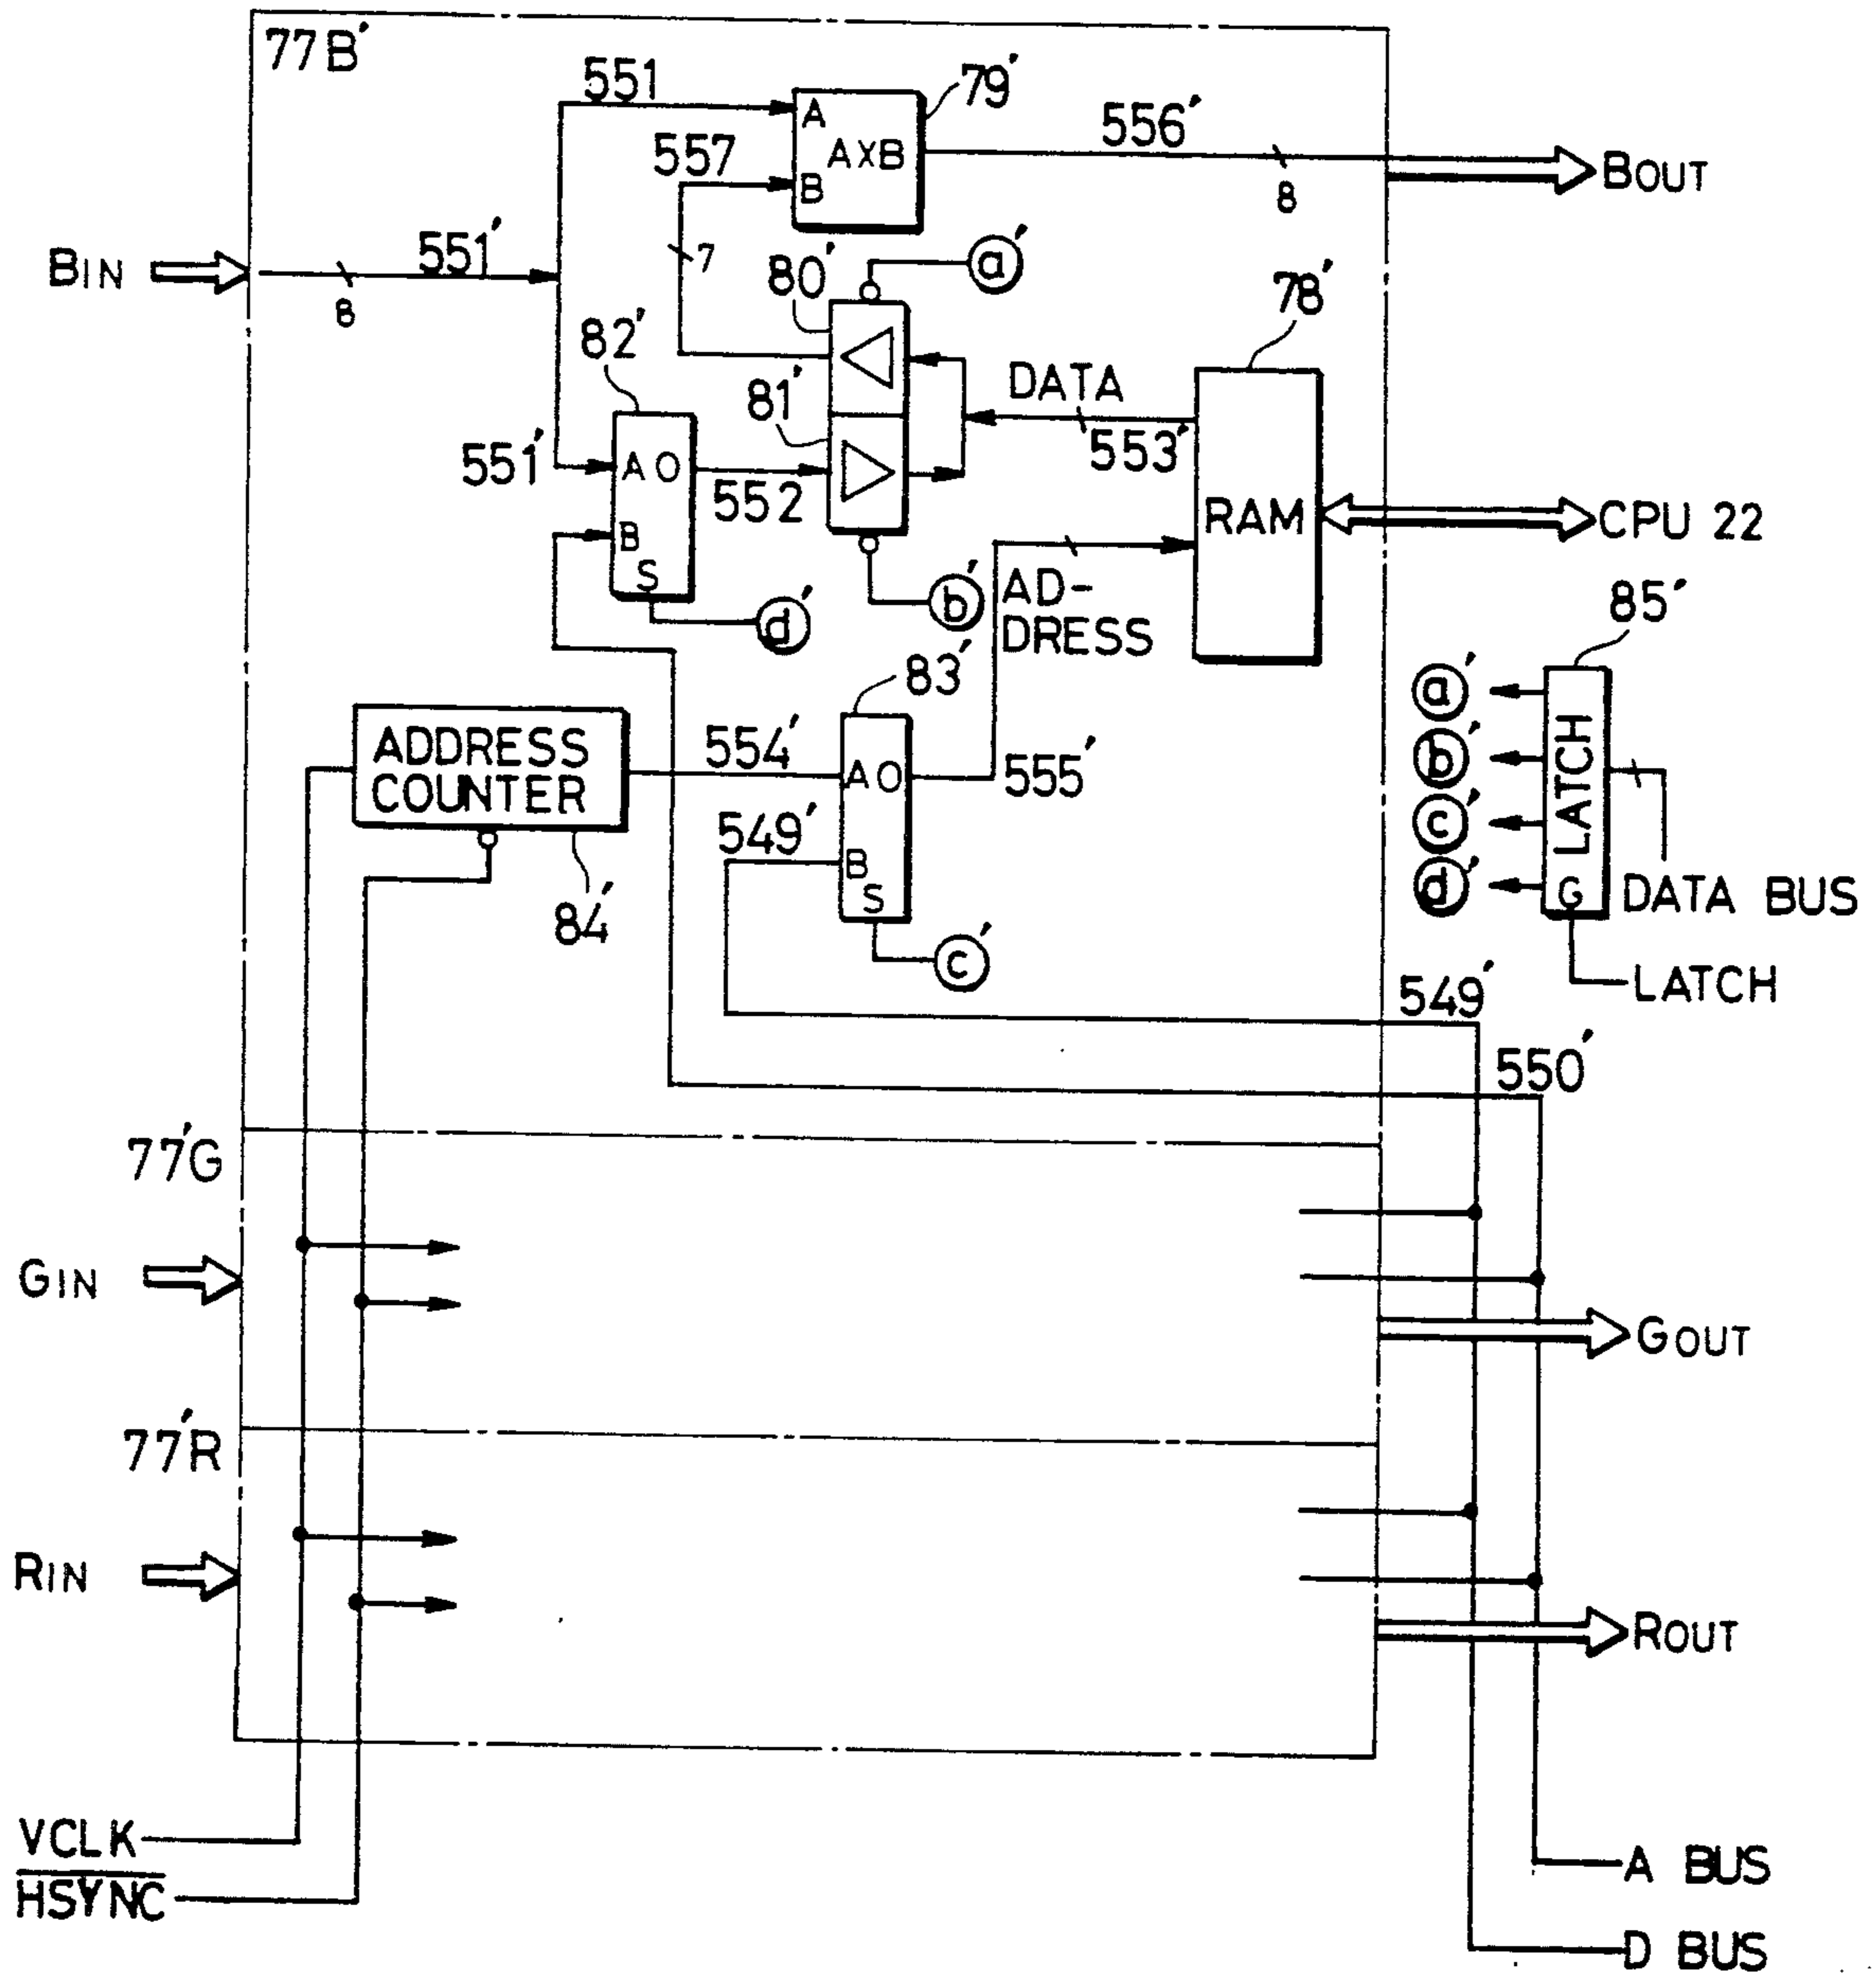 77B′
551
79′
A
AXB
B
556′
8
BOUT
557
7
BIN
551′
8
80′
a′
78′
82′
81′
DATA
553′
551′
A O
B
S
552
RAM
CPU 22
d′
b′
AD-
DRESS
85′
83′
a′
b′
c′
d′
LATCH
G
DATA BUS
LATCH
ADDRESS
COUNTER
554′
A O
B
S
555′
549′
84′
c′
549′
550′
77′G
GIN
GOUT
77′R
RIN
ROUT
VCLK
HSYNC
A BUS
D BUS